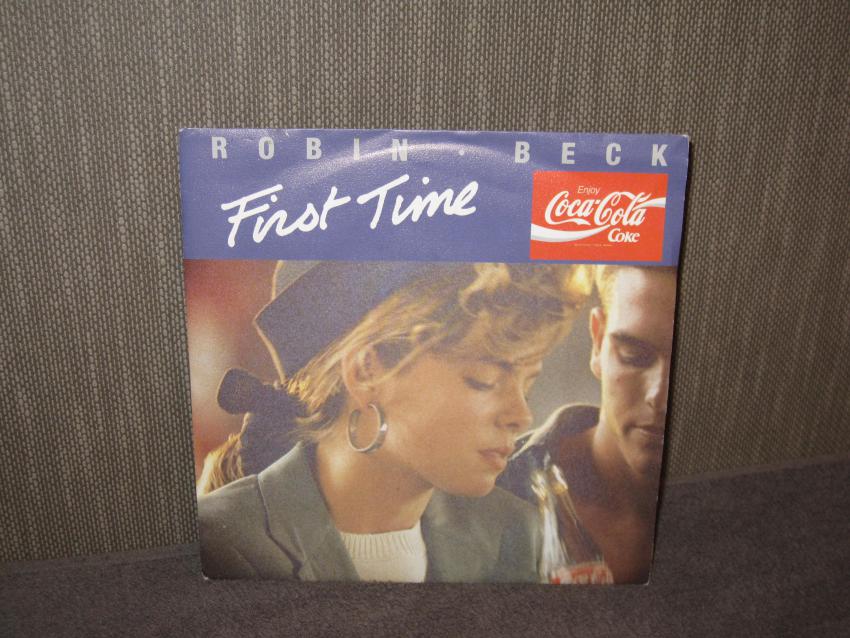 ROBIN · BECK
First Time
Enjoy
Coca-Cola
Coke